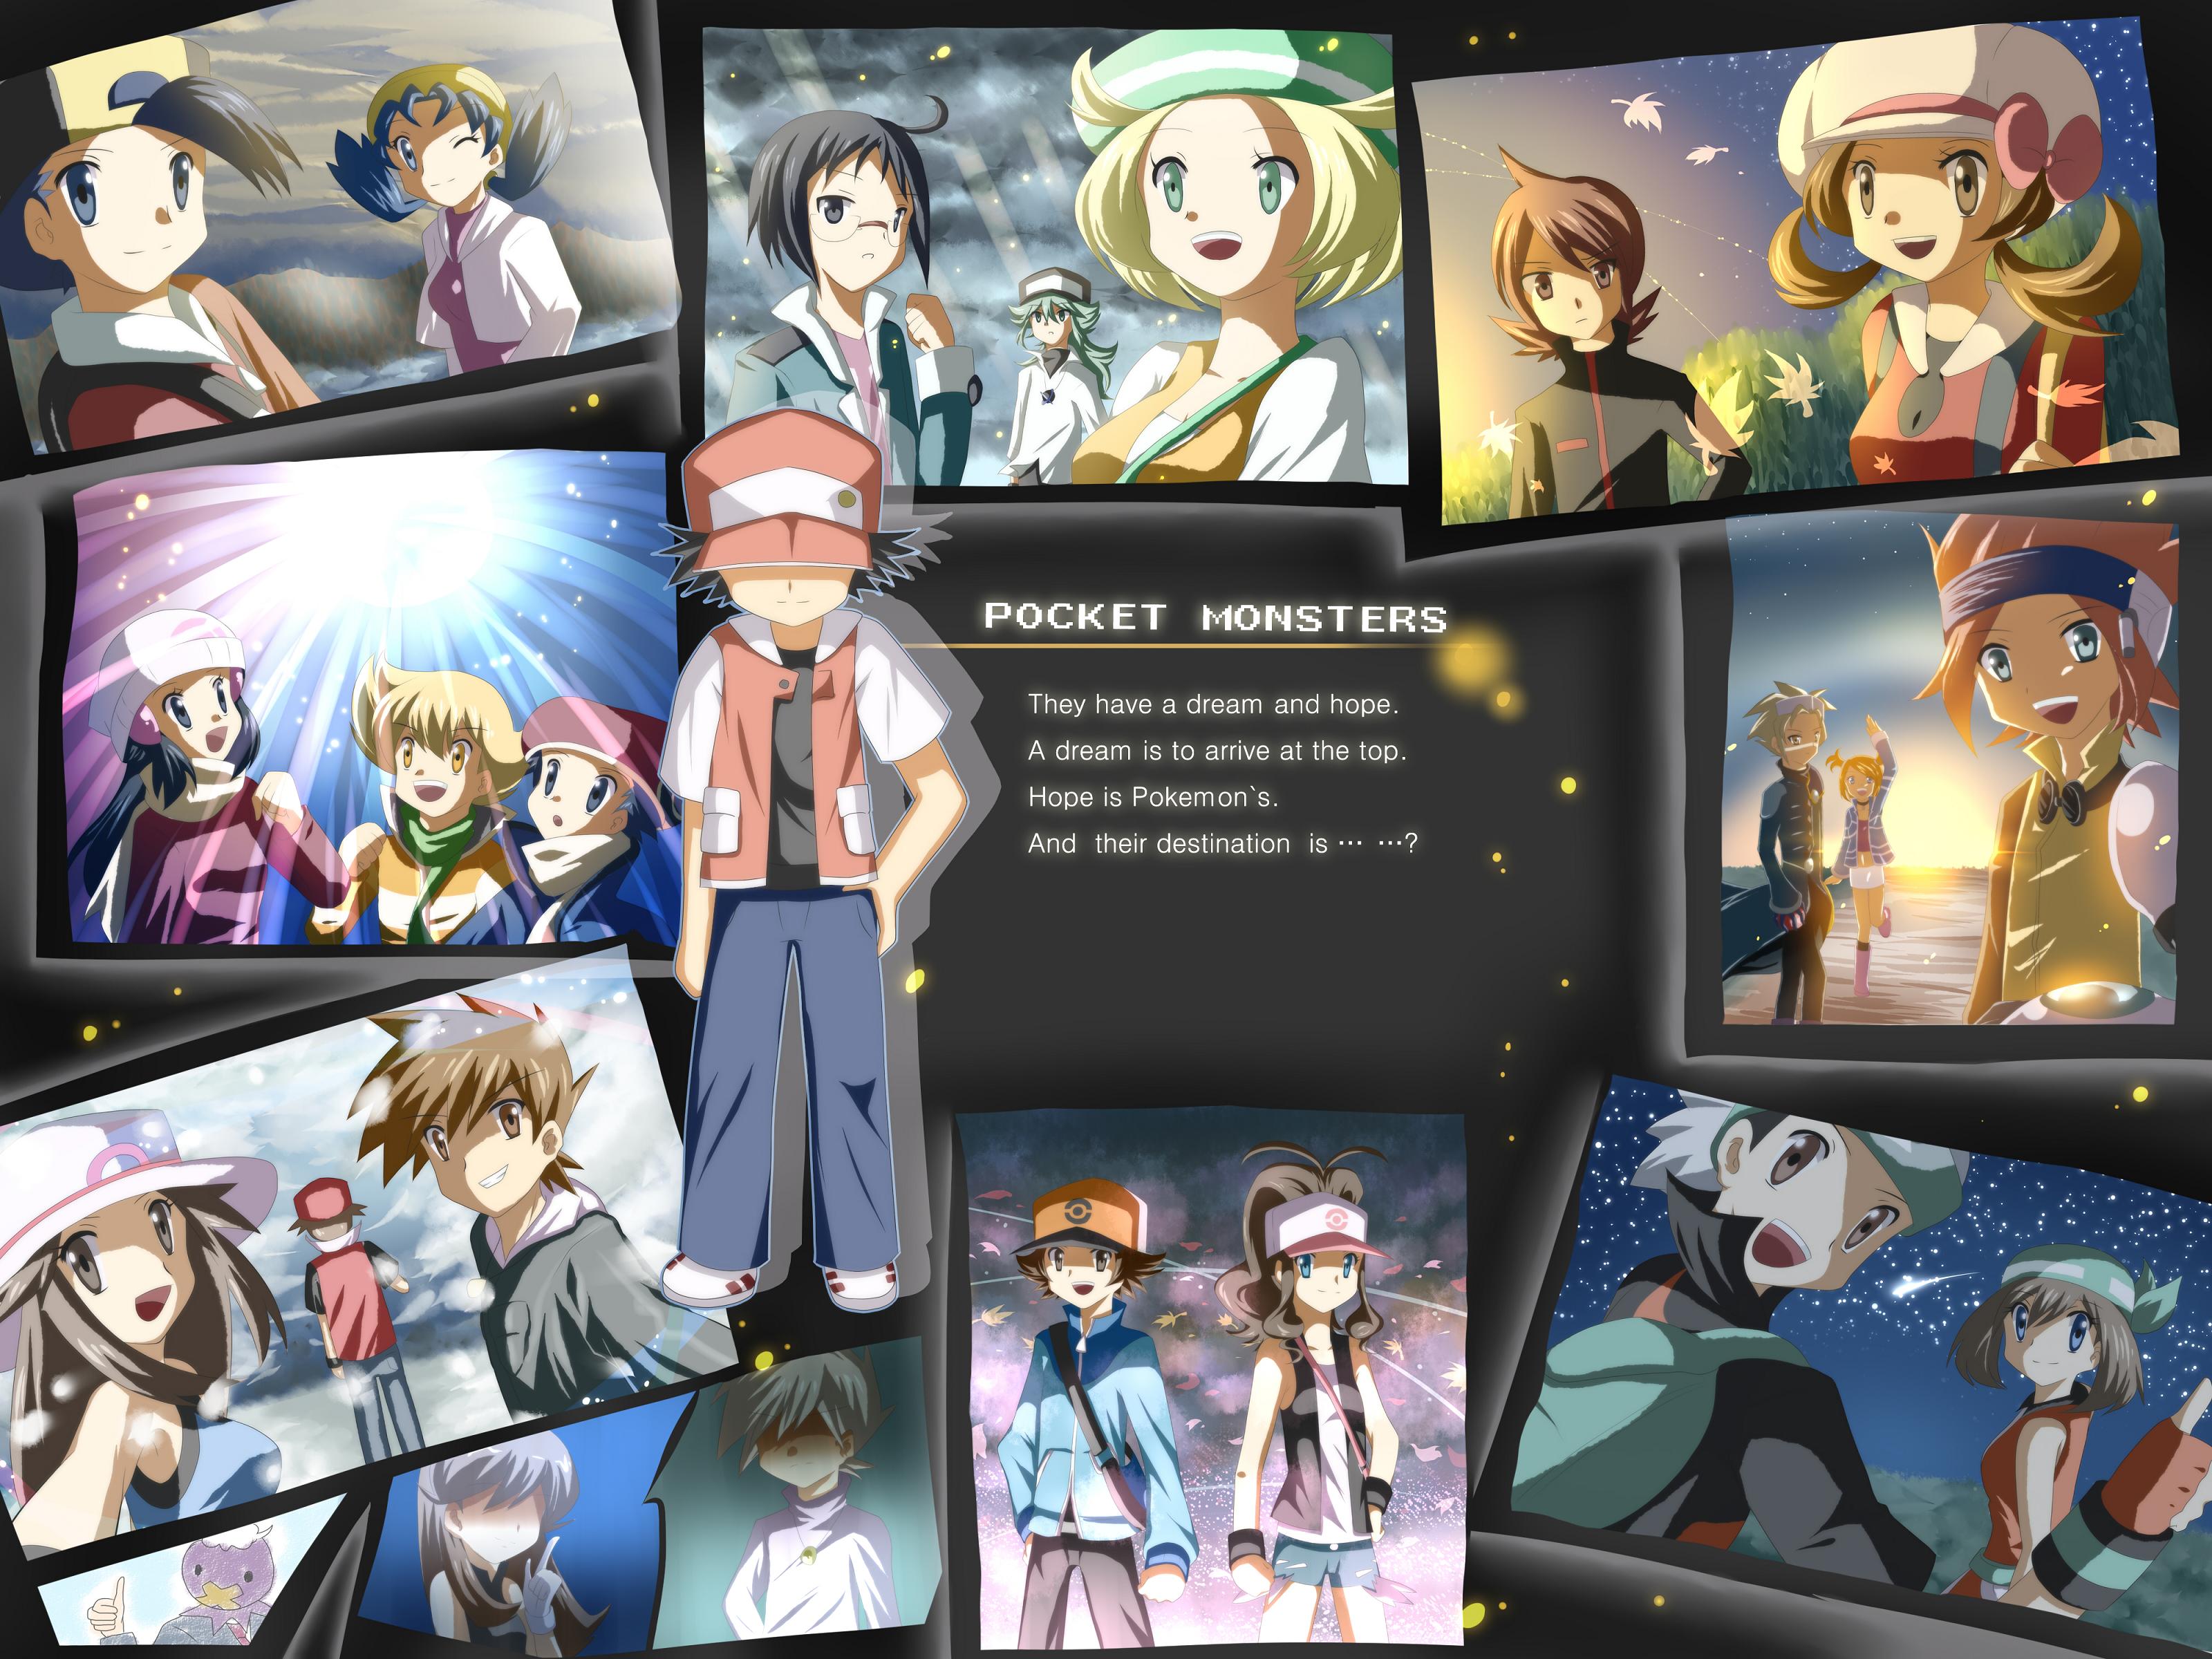 POCKET MONSTERS
They have a dream and hope.
A dream is to arrive at the top.
Hope is Pokemon`s.
And their destination is ··· ···?